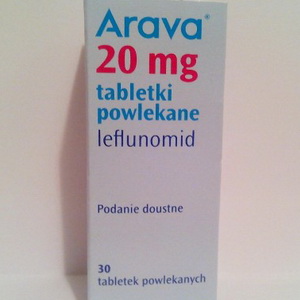 Arava®
20 mg
tabletki
powlekane
leflunomid
Podanie doustne
30
tabletek powlekanych